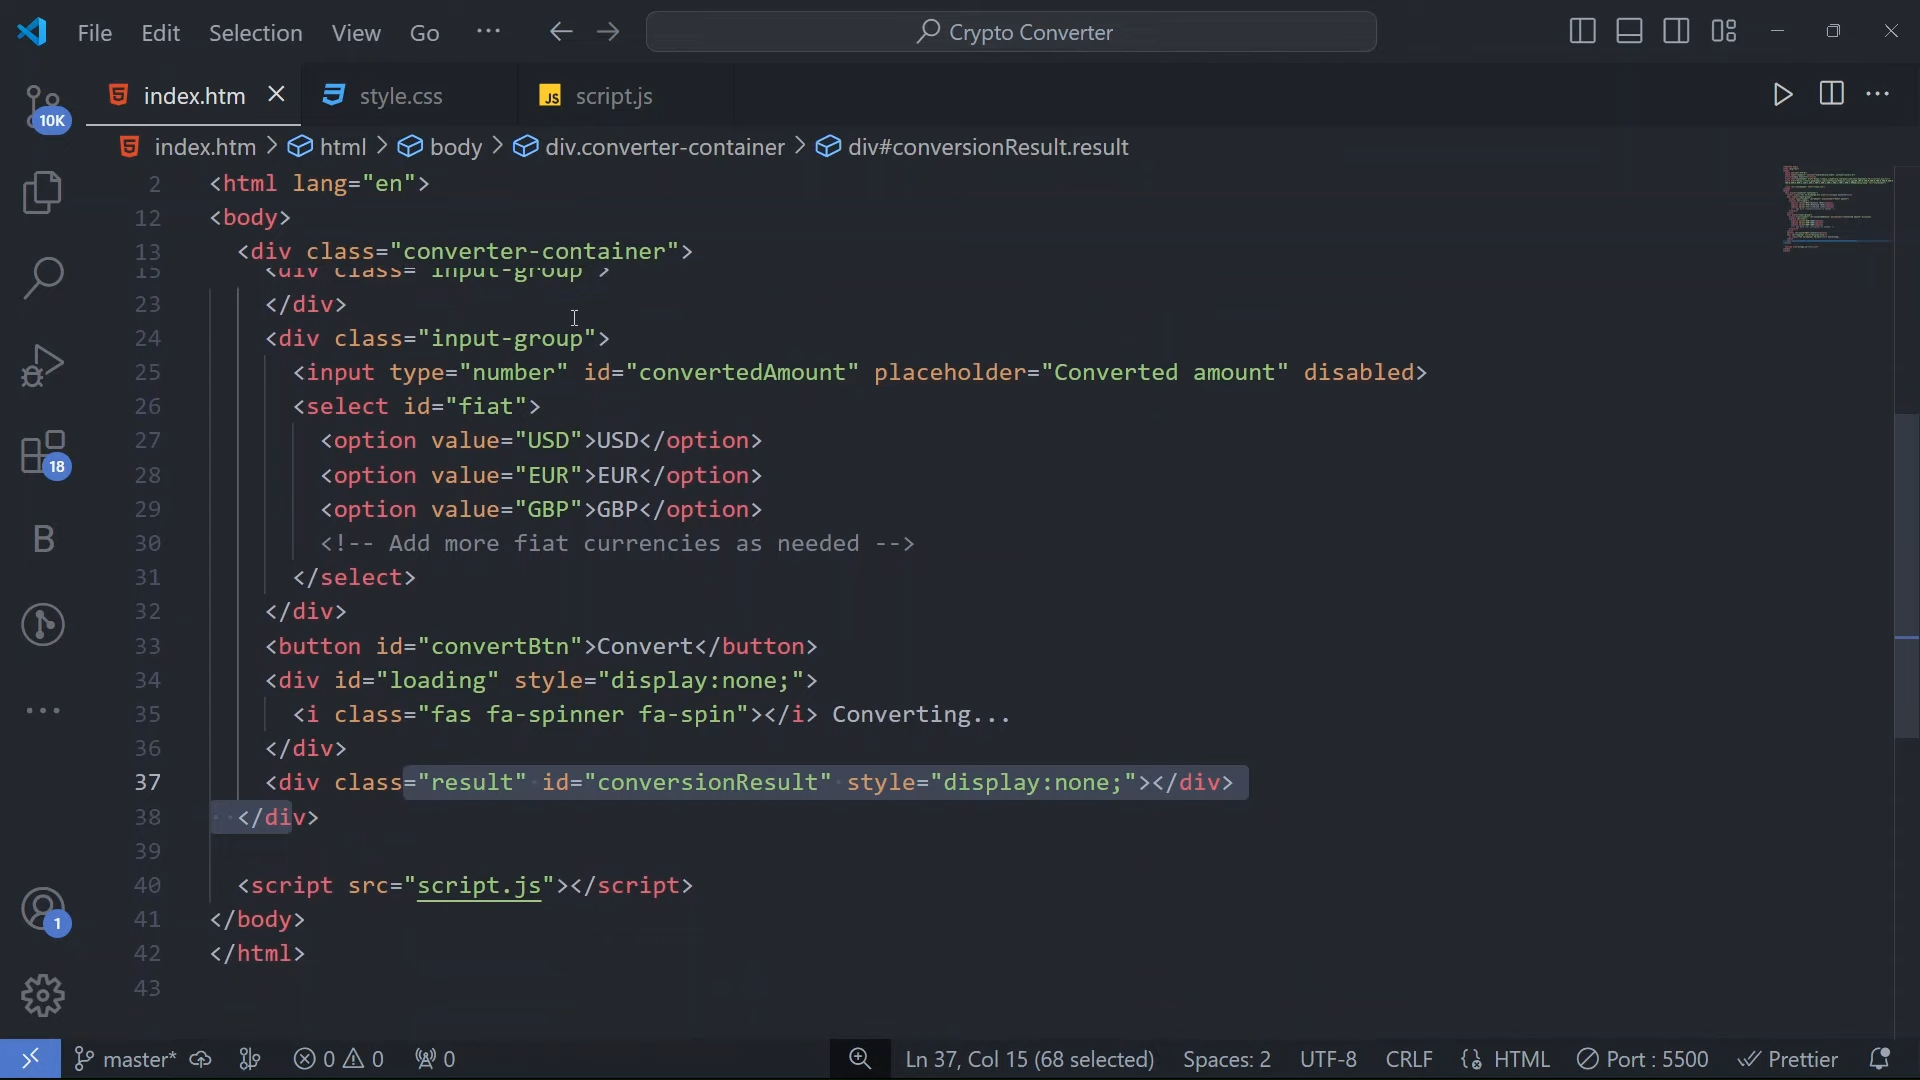 File Edit Selection View Go ··· Crypto Converter
10K index.htm style.css JS script.js
index.htm > html > body > div.converter-container > div#conversionResult.result
2 <html lang="en">
12 <body>
13 <div class="converter-container">
15 <div class="input-group">
23 </div>
24 <div class="input-group">
25 <input type="number" id="convertedAmount" placeholder="Converted amount" disabled>
26 <select id="fiat">
27 <option value="USD">USD</option>
28 <option value="EUR">EUR</option>
29 <option value="GBP">GBP</option>
30 <!-- Add more fiat currencies as needed -->
31 </select>
32 </div>
33 <button id="convertBtn">Convert</button>
34 <div id="loading" style="display:none;">
35 <i class="fas fa-spinner fa-spin"></i> Converting...
36 </div>
37 <div class="result" id="conversionResult" style="display:none;"></div>
38 </div>
39
40 <script src="script.js"></script>
41 </body>
42 </html>
43
18
B
1
master* 0 0 0 Ln 37, Col 15 (68 selected) Spaces: 2 UTF-8 CRLF {} HTML Port : 5500 Prettier